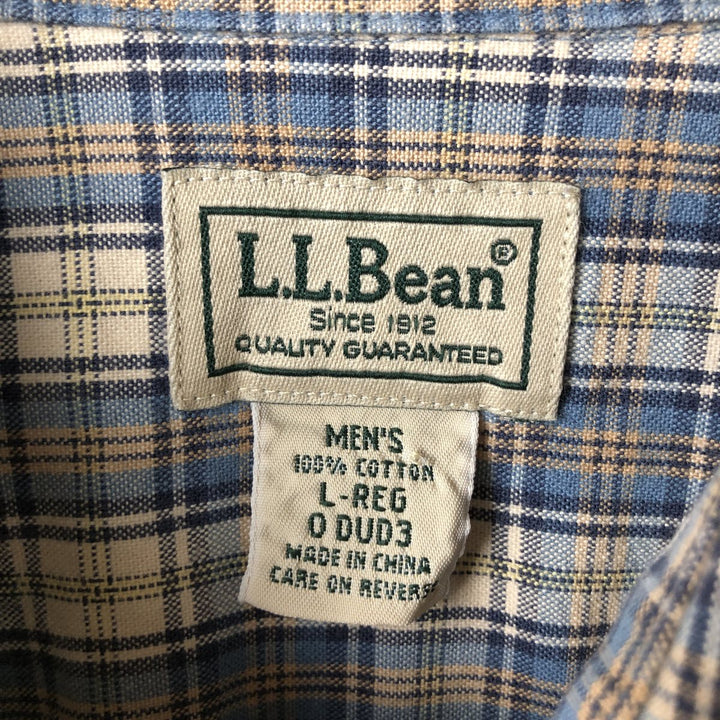 L.L.Bean®
Since 1912
QUALITY GUARANTEED
MEN'S
100% COTTON
L-REG
0 DUD3
MADE IN CHINA
CARE ON REVERSE